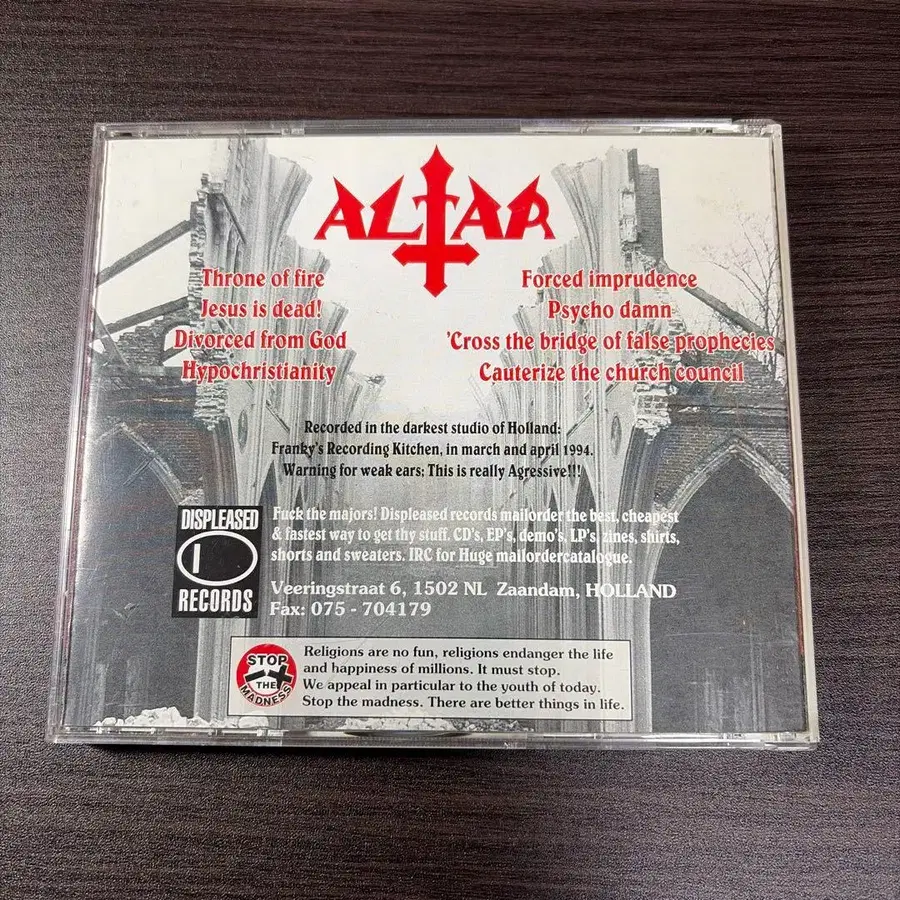 ALTAR
Throne of fire
Jesus is dead!
Divorced from God
Hypochristianity
Forced imprudence
Psycho damn
'Cross the bridge of false prophecies
Cauterize the church council
Recorded in the darkest studio of Holland:
Franky's Recording Kitchen, in march and april 1994.
Warning for weak ears; This is really Agressive!!!
DISPLEASED
RECORDS
Fuck the majors! Displeased records mailorder the best, cheapest
& fastest way to get thy stuff. CD's, EP's, demo's, LP's, zines, shirts,
shorts and sweaters. IRC for Huge mailordercatalogue.
Veeringstraat 6, 1502 NL Zaandam, HOLLAND
Fax: 075 - 704179
STOP
THE
MADNESS
Religions are no fun, religions endanger the life
and happiness of millions. It must stop.
We appeal in particular to the youth of today.
Stop the madness. There are better things in life.